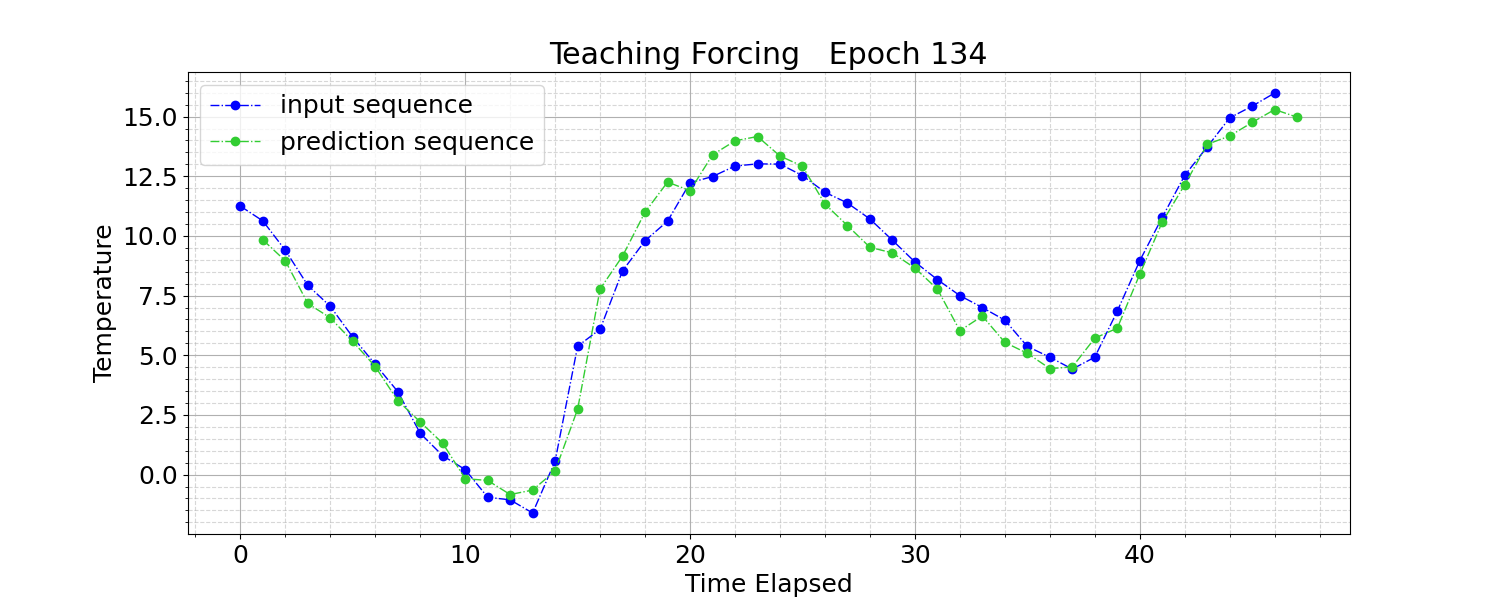 Teaching Forcing   Epoch 134
input sequence
prediction sequence
Temperature
15.0
12.5
10.0
7.5
5.0
2.5
0.0
0 10 20 30 40
Time Elapsed